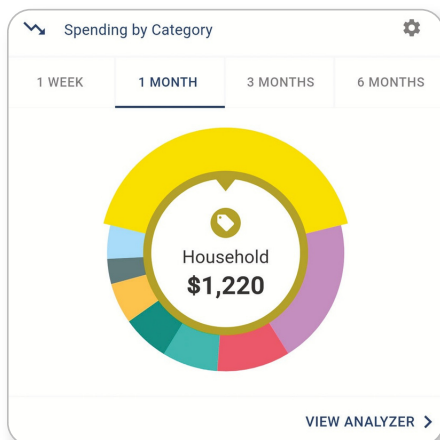 Spending by Category
1 WEEK
1 MONTH
3 MONTHS
6 MONTHS
Household
$1,220
VIEW ANALYZER